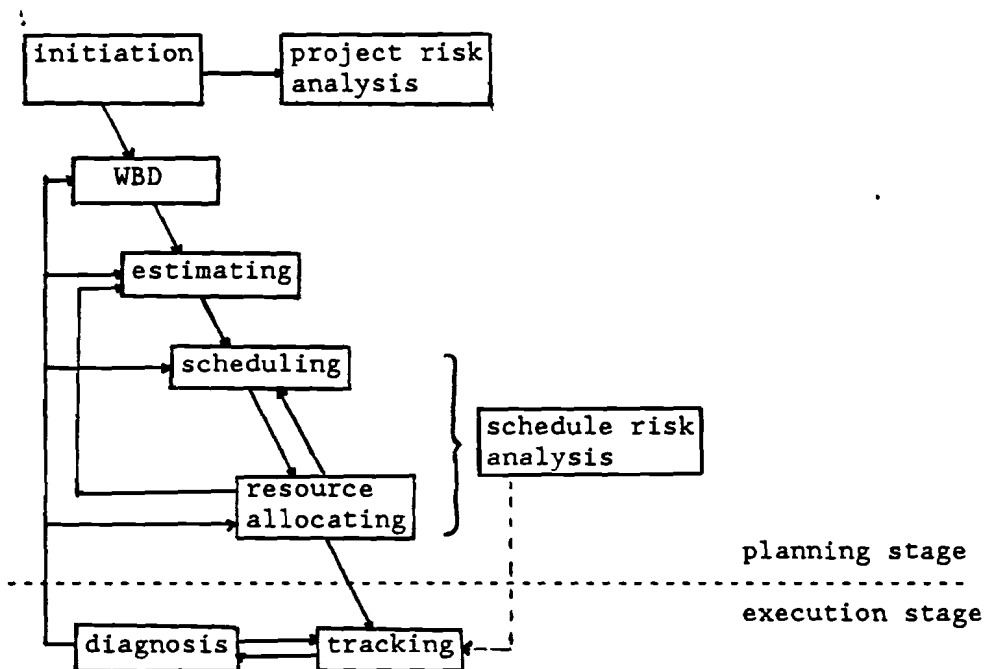 initiation
project risk
analysis
WBD
estimating
scheduling
schedule risk
analysis
resource
allocating
planning stage
execution stage
diagnosis
tracking